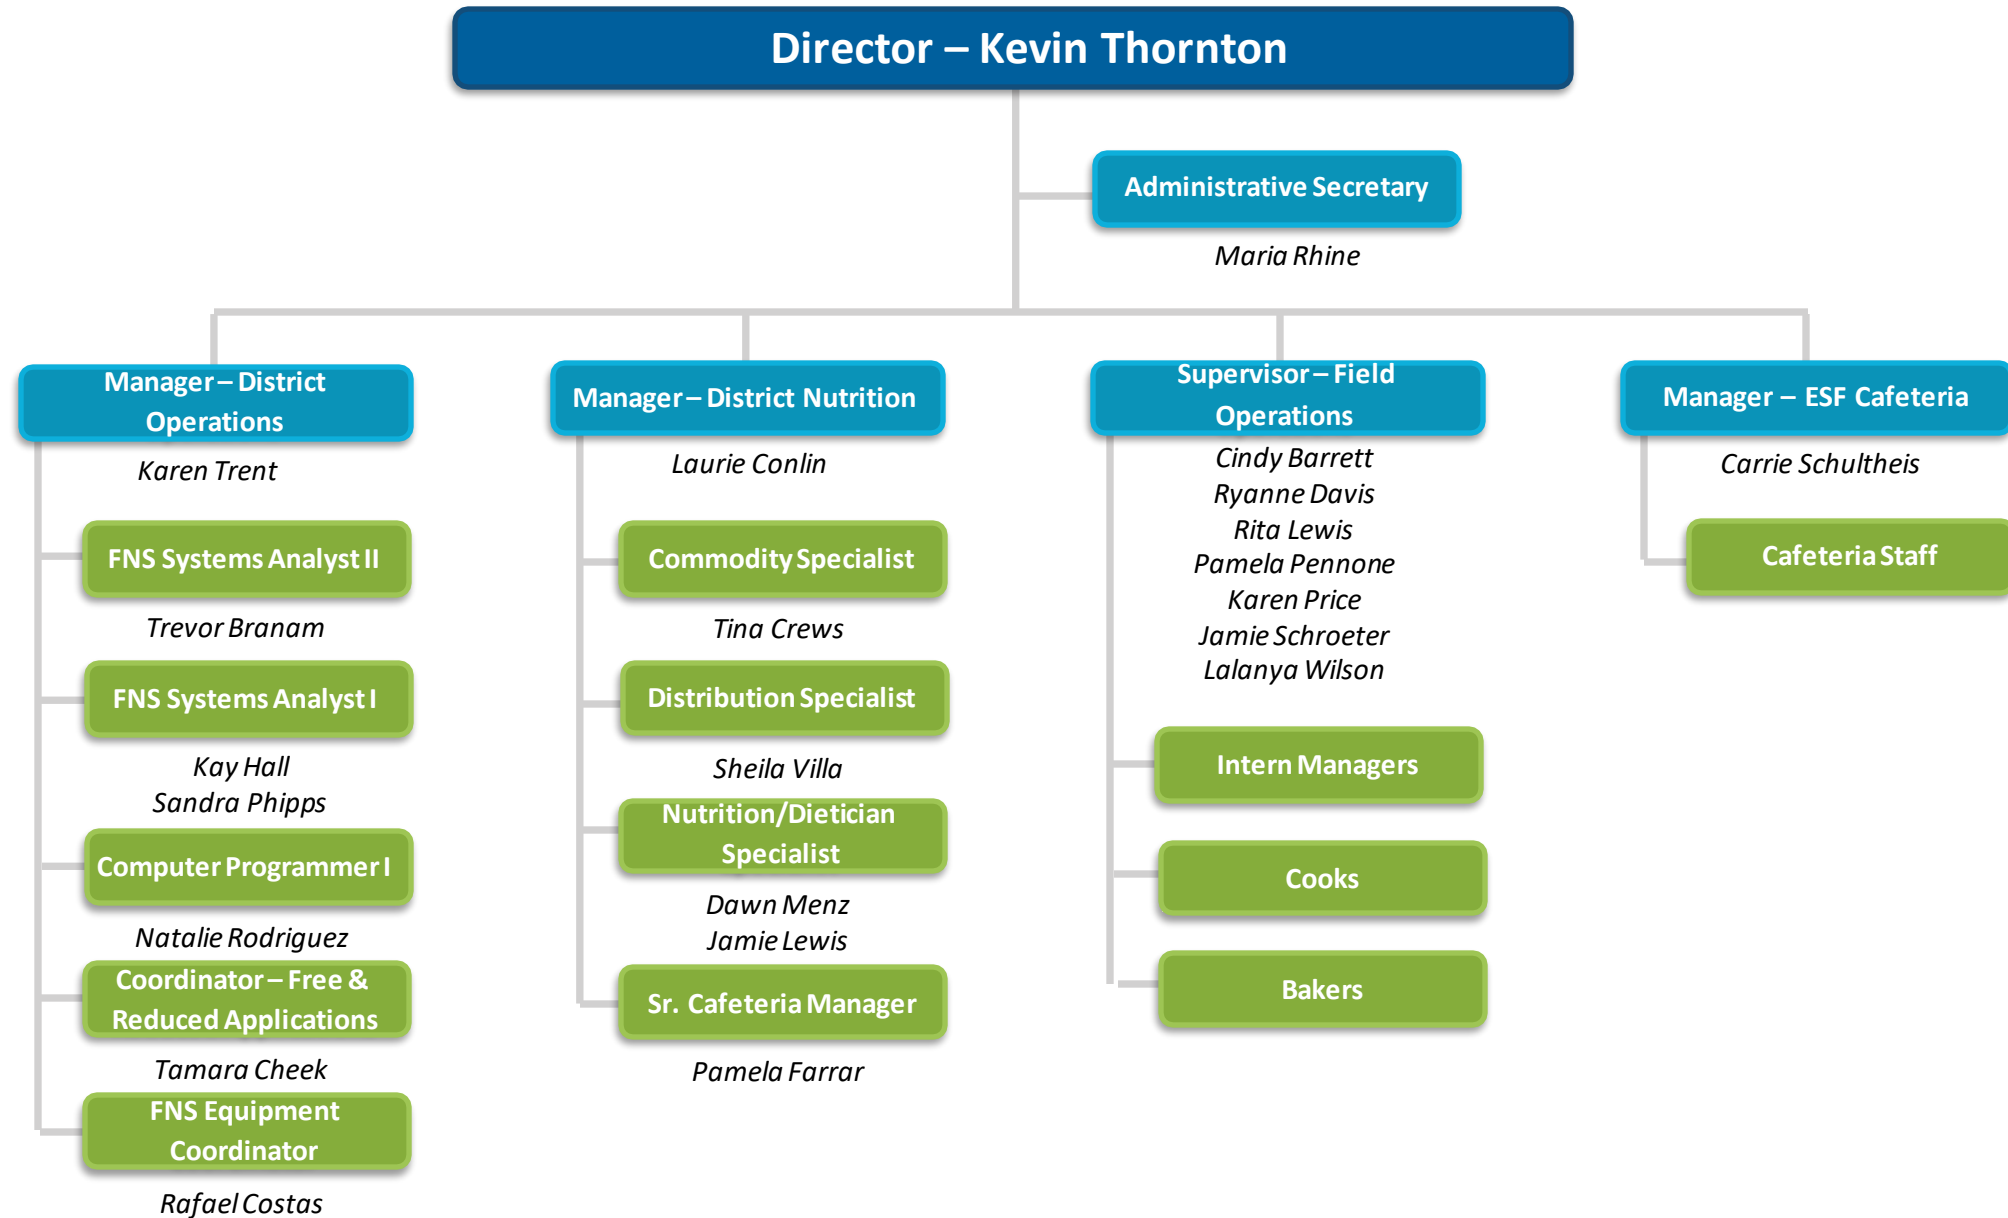 Director – Kevin Thornton
Administrative Secretary
Maria Rhine
Manager – District
Operations
Karen Trent
FNS Systems Analyst II
Trevor Branam
FNS Systems Analyst I
Kay Hall
Sandra Phipps
Computer Programmer I
Natalie Rodriguez
Coordinator – Free &
Reduced Applications
Tamara Cheek
FNS Equipment
Coordinator
Rafael Costas
Manager – District Nutrition
Laurie Conlin
Commodity Specialist
Tina Crews
Distribution Specialist
Sheila Villa
Nutrition/Dietician
Specialist
Dawn Menz
Jamie Lewis
Sr. Cafeteria Manager
Pamela Farrar
Supervisor – Field
Operations
Cindy Barrett
Ryanne Davis
Rita Lewis
Pamela Pennone
Karen Price
Jamie Schroeter
Lalanya Wilson
Intern Managers
Cooks
Bakers
Manager – ESF Cafeteria
Carrie Schultheis
Cafeteria Staff